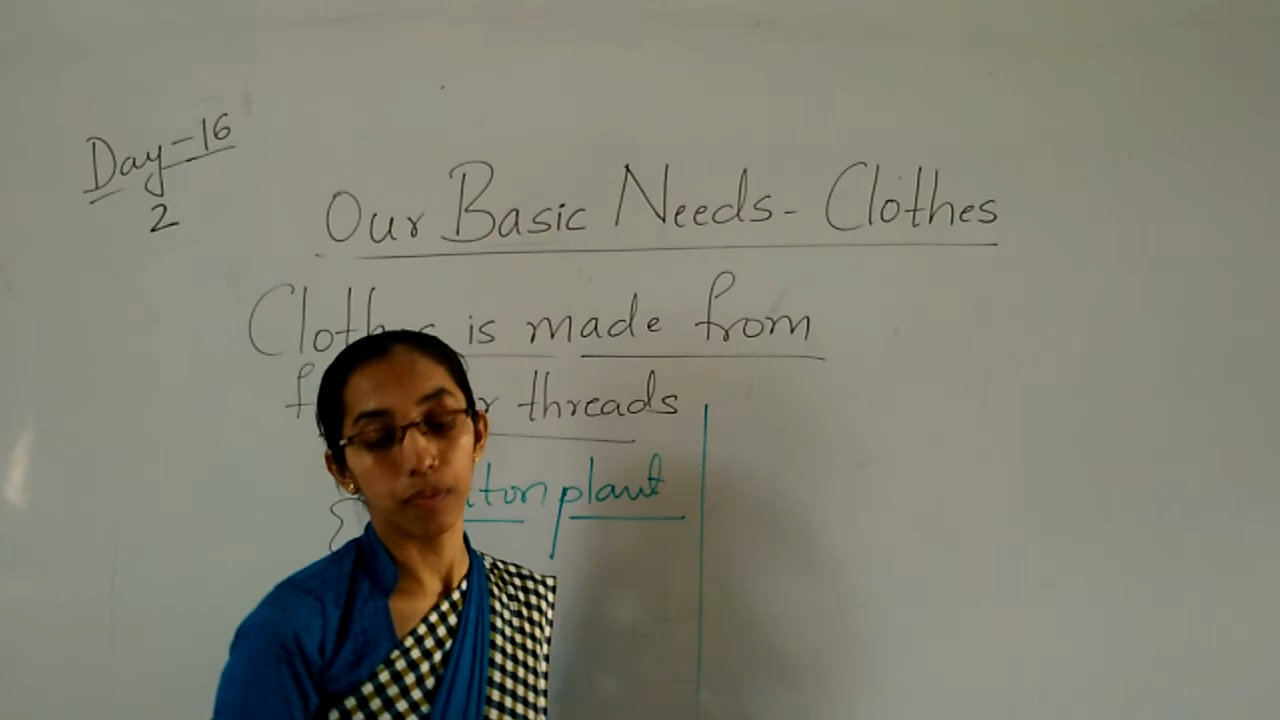 Day-16
2
Our Basic Needs - Clothes
is made from
threads
plant